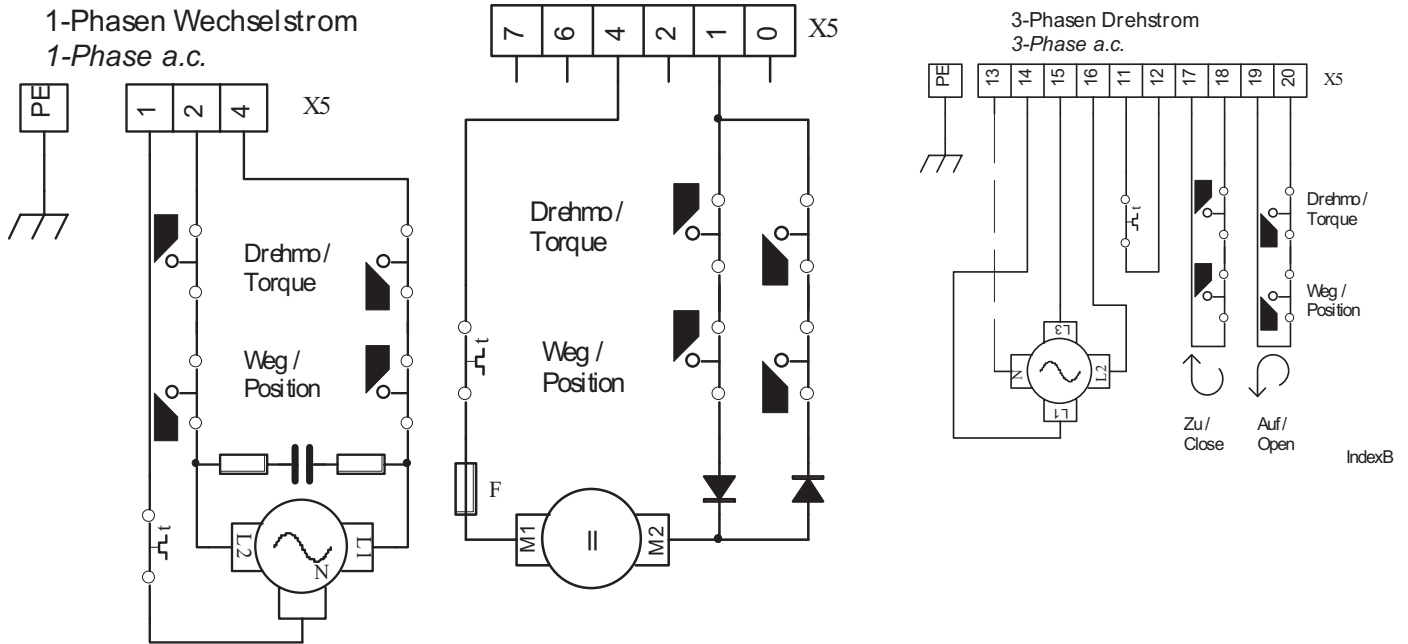 1-Phasen Wechselstrom
1-Phase a.c.
PE
1 2 4 X5
Drehmo/
Torque
Weg/
Position
t
L2 N L1
7 6 4 2 1 0 X5
Drehmo/
Torque
Weg/
Position
t
F
M1 II M2
3-Phasen Drehstrom
3-Phase a.c.
PE
13 14 15 16 11 12 17 18 19 20 X5
t
Drehmo/
Torque
Weg/
Position
L3
N L2
L1
Zu/
Close
Auf/
Open
IndexB